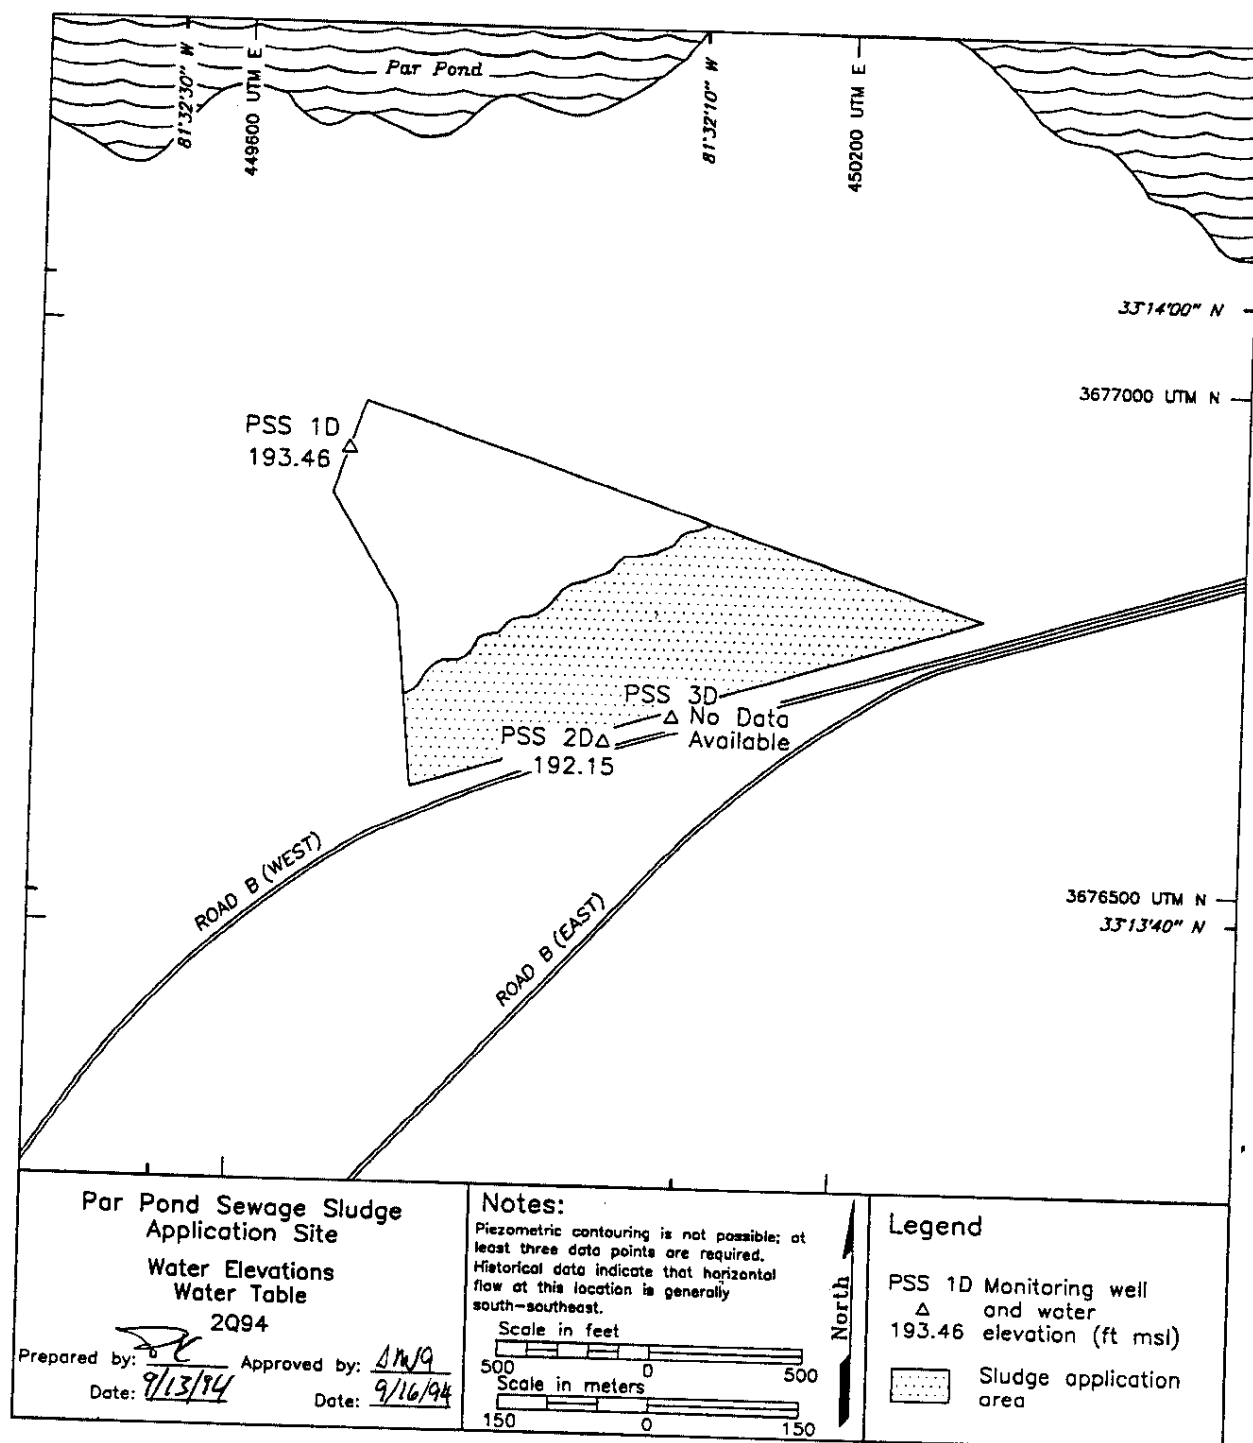 Par Pond
81°32'30" W
449600 UTM E
81°32'10" W
450200 UTM E
33°14'00" N
3677000 UTM N
PSS 1D
193.46
PSS 3D
No Data
Available
PSS 2D
192.15
ROAD B (WEST)
ROAD B (EAST)
3676500 UTM N
33°13'40" N
Par Pond Sewage Sludge
Application Site
Water Elevations
Water Table
2Q94
Prepared by:
Approved by:
Date: 9/13/94
Date: 9/16/94
Notes:
Piezometric contouring is not possible; at
least three data points are required.
Historical data indicate that horizontal
flow at this location is generally
south-southeast.
Scale in feet
500 0 500
Scale in meters
150 0 150
North
Legend
PSS 1D Monitoring well
and water
193.46 elevation (ft msl)
Sludge application
area